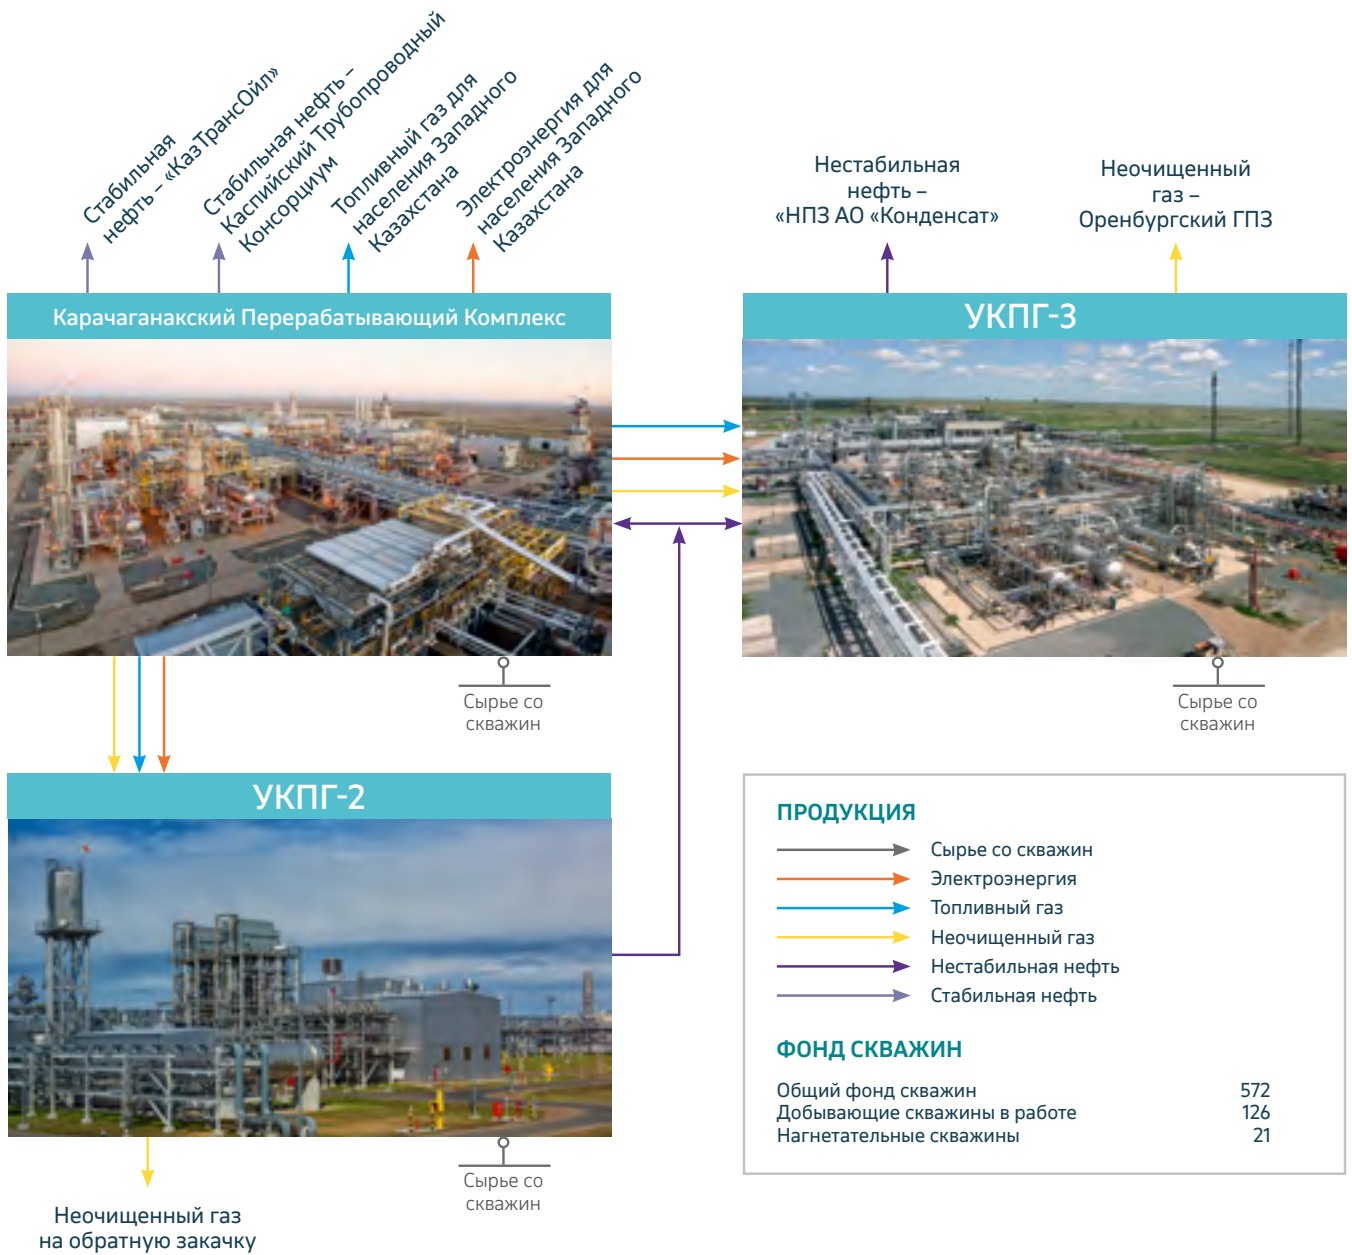 Стабильная
нефть – «КазТрансОйл»
Стабильная нефть –
Каспийский Трубопроводный
Консорциум
Топливный газ для
населения Западного
Казахстана
Электроэнергия для
населения Западного
Казахстана
Нестабильная
нефть –
«НПЗ АО «Конденсат»
Неочищенный
газ –
Оренбургский ГПЗ
Карачаганакский Перерабатывающий Комплекс
УКПГ-3
Сырье со
скважин
Сырье со
скважин
УКПГ-2
ПРОДУКЦИЯ
Сырье со скважин
Электроэнергия
Топливный газ
Неочищенный газ
Нестабильная нефть
Стабильная нефть
ФОНД СКВАЖИН
Общий фонд скважин 572
Добывающие скважины в работе 126
Нагнетательные скважины 21
Сырье со
скважин
Неочищенный газ
на обратную закачку